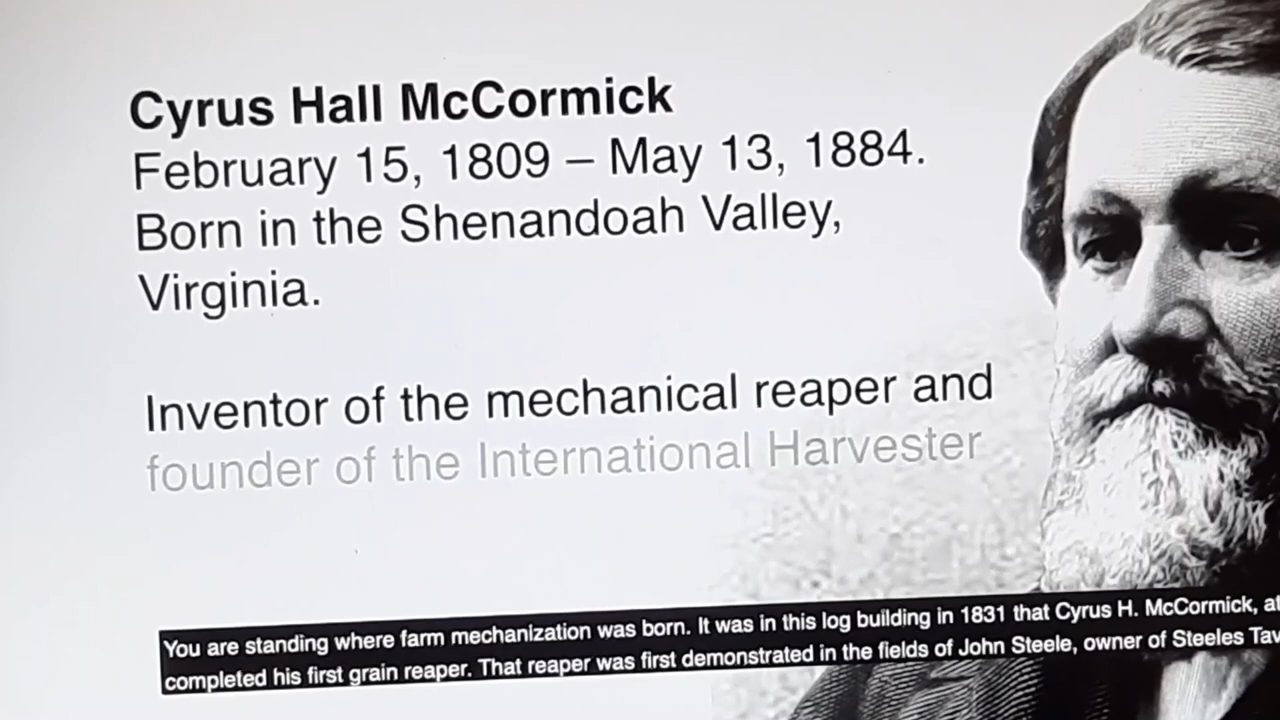 Cyrus Hall McCormick
February 15, 1809 – May 13, 1884.
Born in the Shenandoah Valley,
Virginia.
Inventor of the mechanical reaper and
founder of the International Harvester
You are standing where farm mechanization was born. It was in this log building in 1831 that Cyrus H. McCormick, at
completed his first grain reaper. That reaper was first demonstrated in the fields of John Steele, owner of Steeles